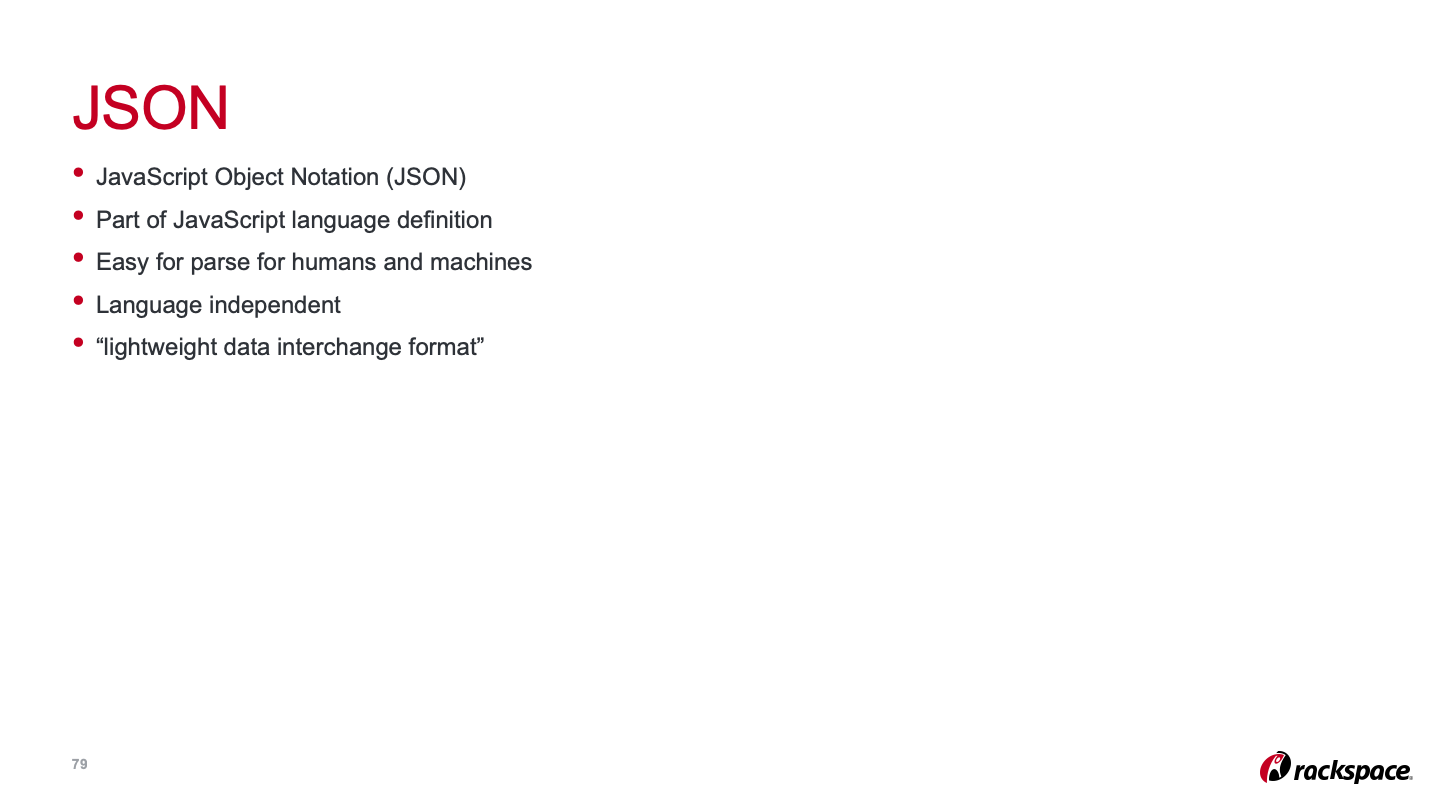 JSON
• JavaScript Object Notation (JSON)
• Part of JavaScript language definition
• Easy for parse for humans and machines
• Language independent
• “lightweight data interchange format”
79
rackspace.